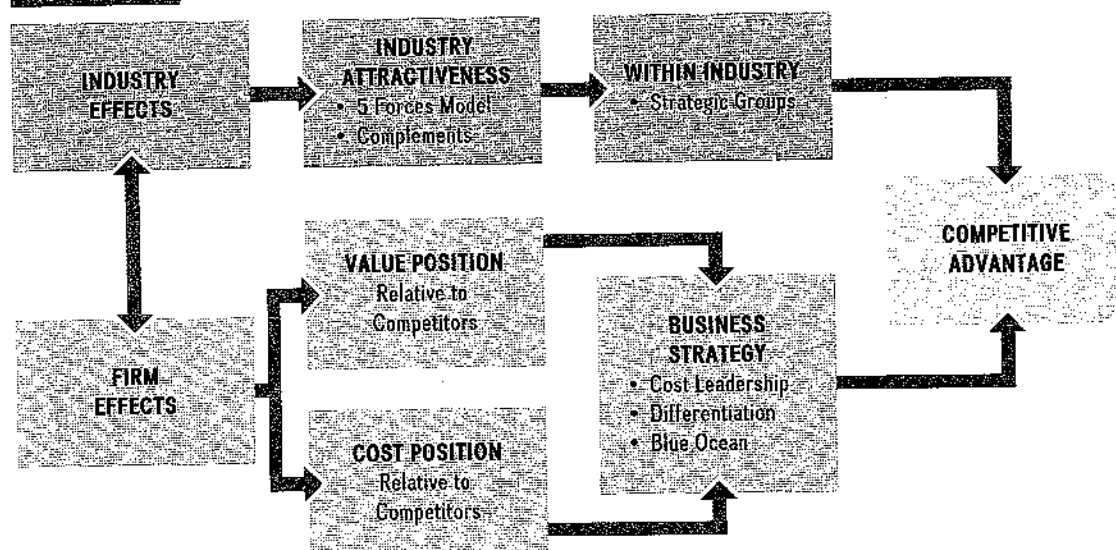 INDUSTRY
EFFECTS
INDUSTRY
ATTRACTIVENESS
• 5 Forces Model
• Complements
WITHIN INDUSTRY
• Strategic Groups
COMPETITIVE
ADVANTAGE
FIRM
EFFECTS
VALUE POSITION
Relative to
Competitors
COST POSITION
Relative to
Competitors
BUSINESS
STRATEGY
• Cost Leadership
• Differentiation
• Blue Ocean